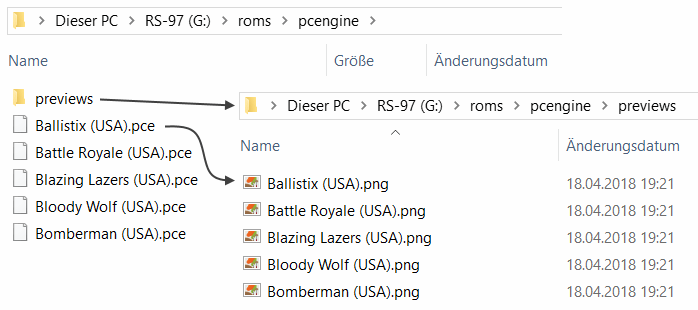 Dieser PC > RS-97 (G:) > roms > pcengine >
Name Größe Änderungsdatum
previews
Ballistix (USA).pce
Battle Royale (USA).pce
Blazing Lazers (USA).pce
Bloody Wolf (USA).pce
Bomberman (USA).pce
Dieser PC > RS-97 (G:) > roms > pcengine > previews
Name Änderungsdatum
Ballistix (USA).png 18.04.2018 19:21
Battle Royale (USA).png 18.04.2018 19:21
Blazing Lazers (USA).png 18.04.2018 19:21
Bloody Wolf (USA).png 18.04.2018 19:21
Bomberman (USA).png 18.04.2018 19:21